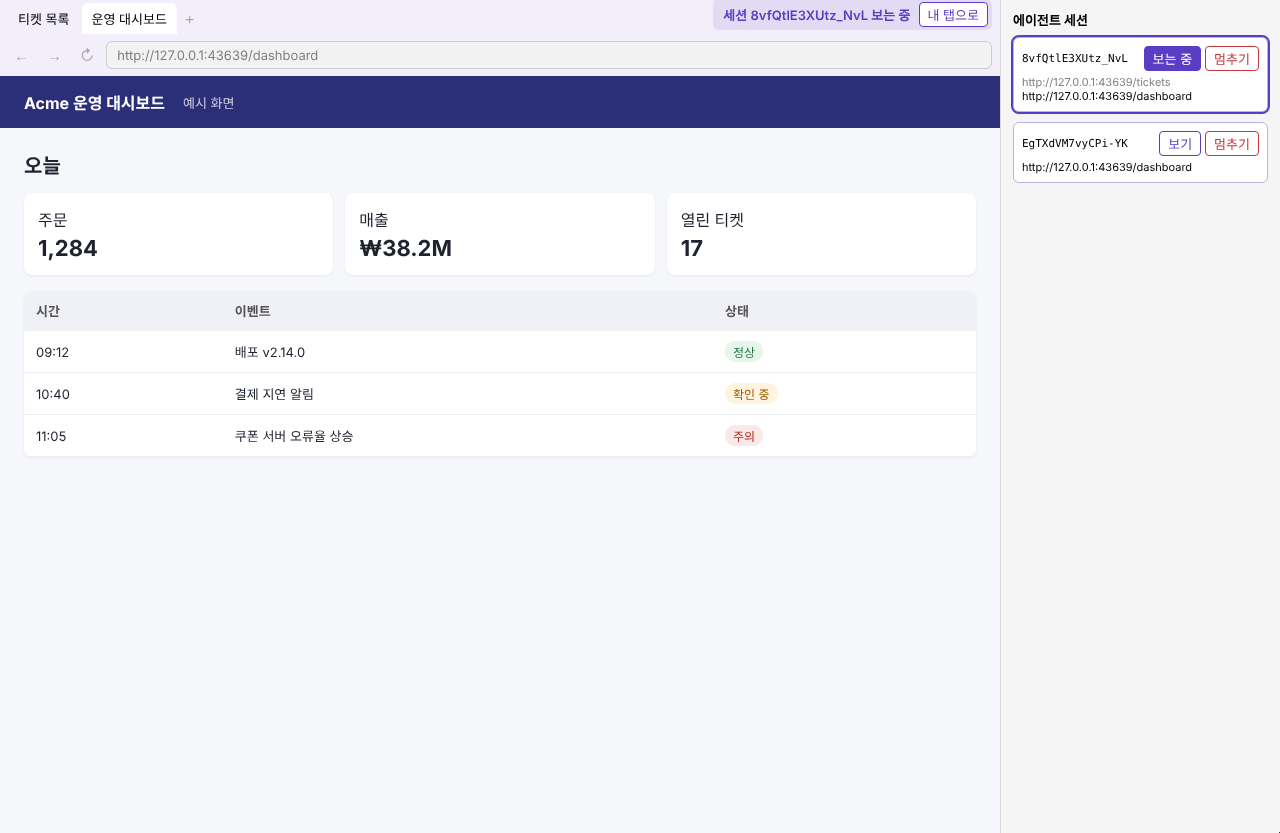 티켓 목록
운영 대시보드
+
세션 8vfQtlE3XUtz_NvL 보는 중
내 탭으로
← → ↻ http://127.0.0.1:43639/dashboard
Acme 운영 대시보드 예시 화면
오늘
주문
1,284
매출
₩38.2M
열린 티켓
17
시간 이벤트 상태
09:12 배포 v2.14.0 정상
10:40 결제 지연 알림 확인 중
11:05 쿠폰 서버 오류율 상승 주의
에이전트 세션
8vfQtlE3XUtz_NvL 보는 중 멈추기
http://127.0.0.1:43639/tickets
http://127.0.0.1:43639/dashboard
EgTXdVM7vyCPi-YK 보기 멈추기
http://127.0.0.1:43639/dashboard